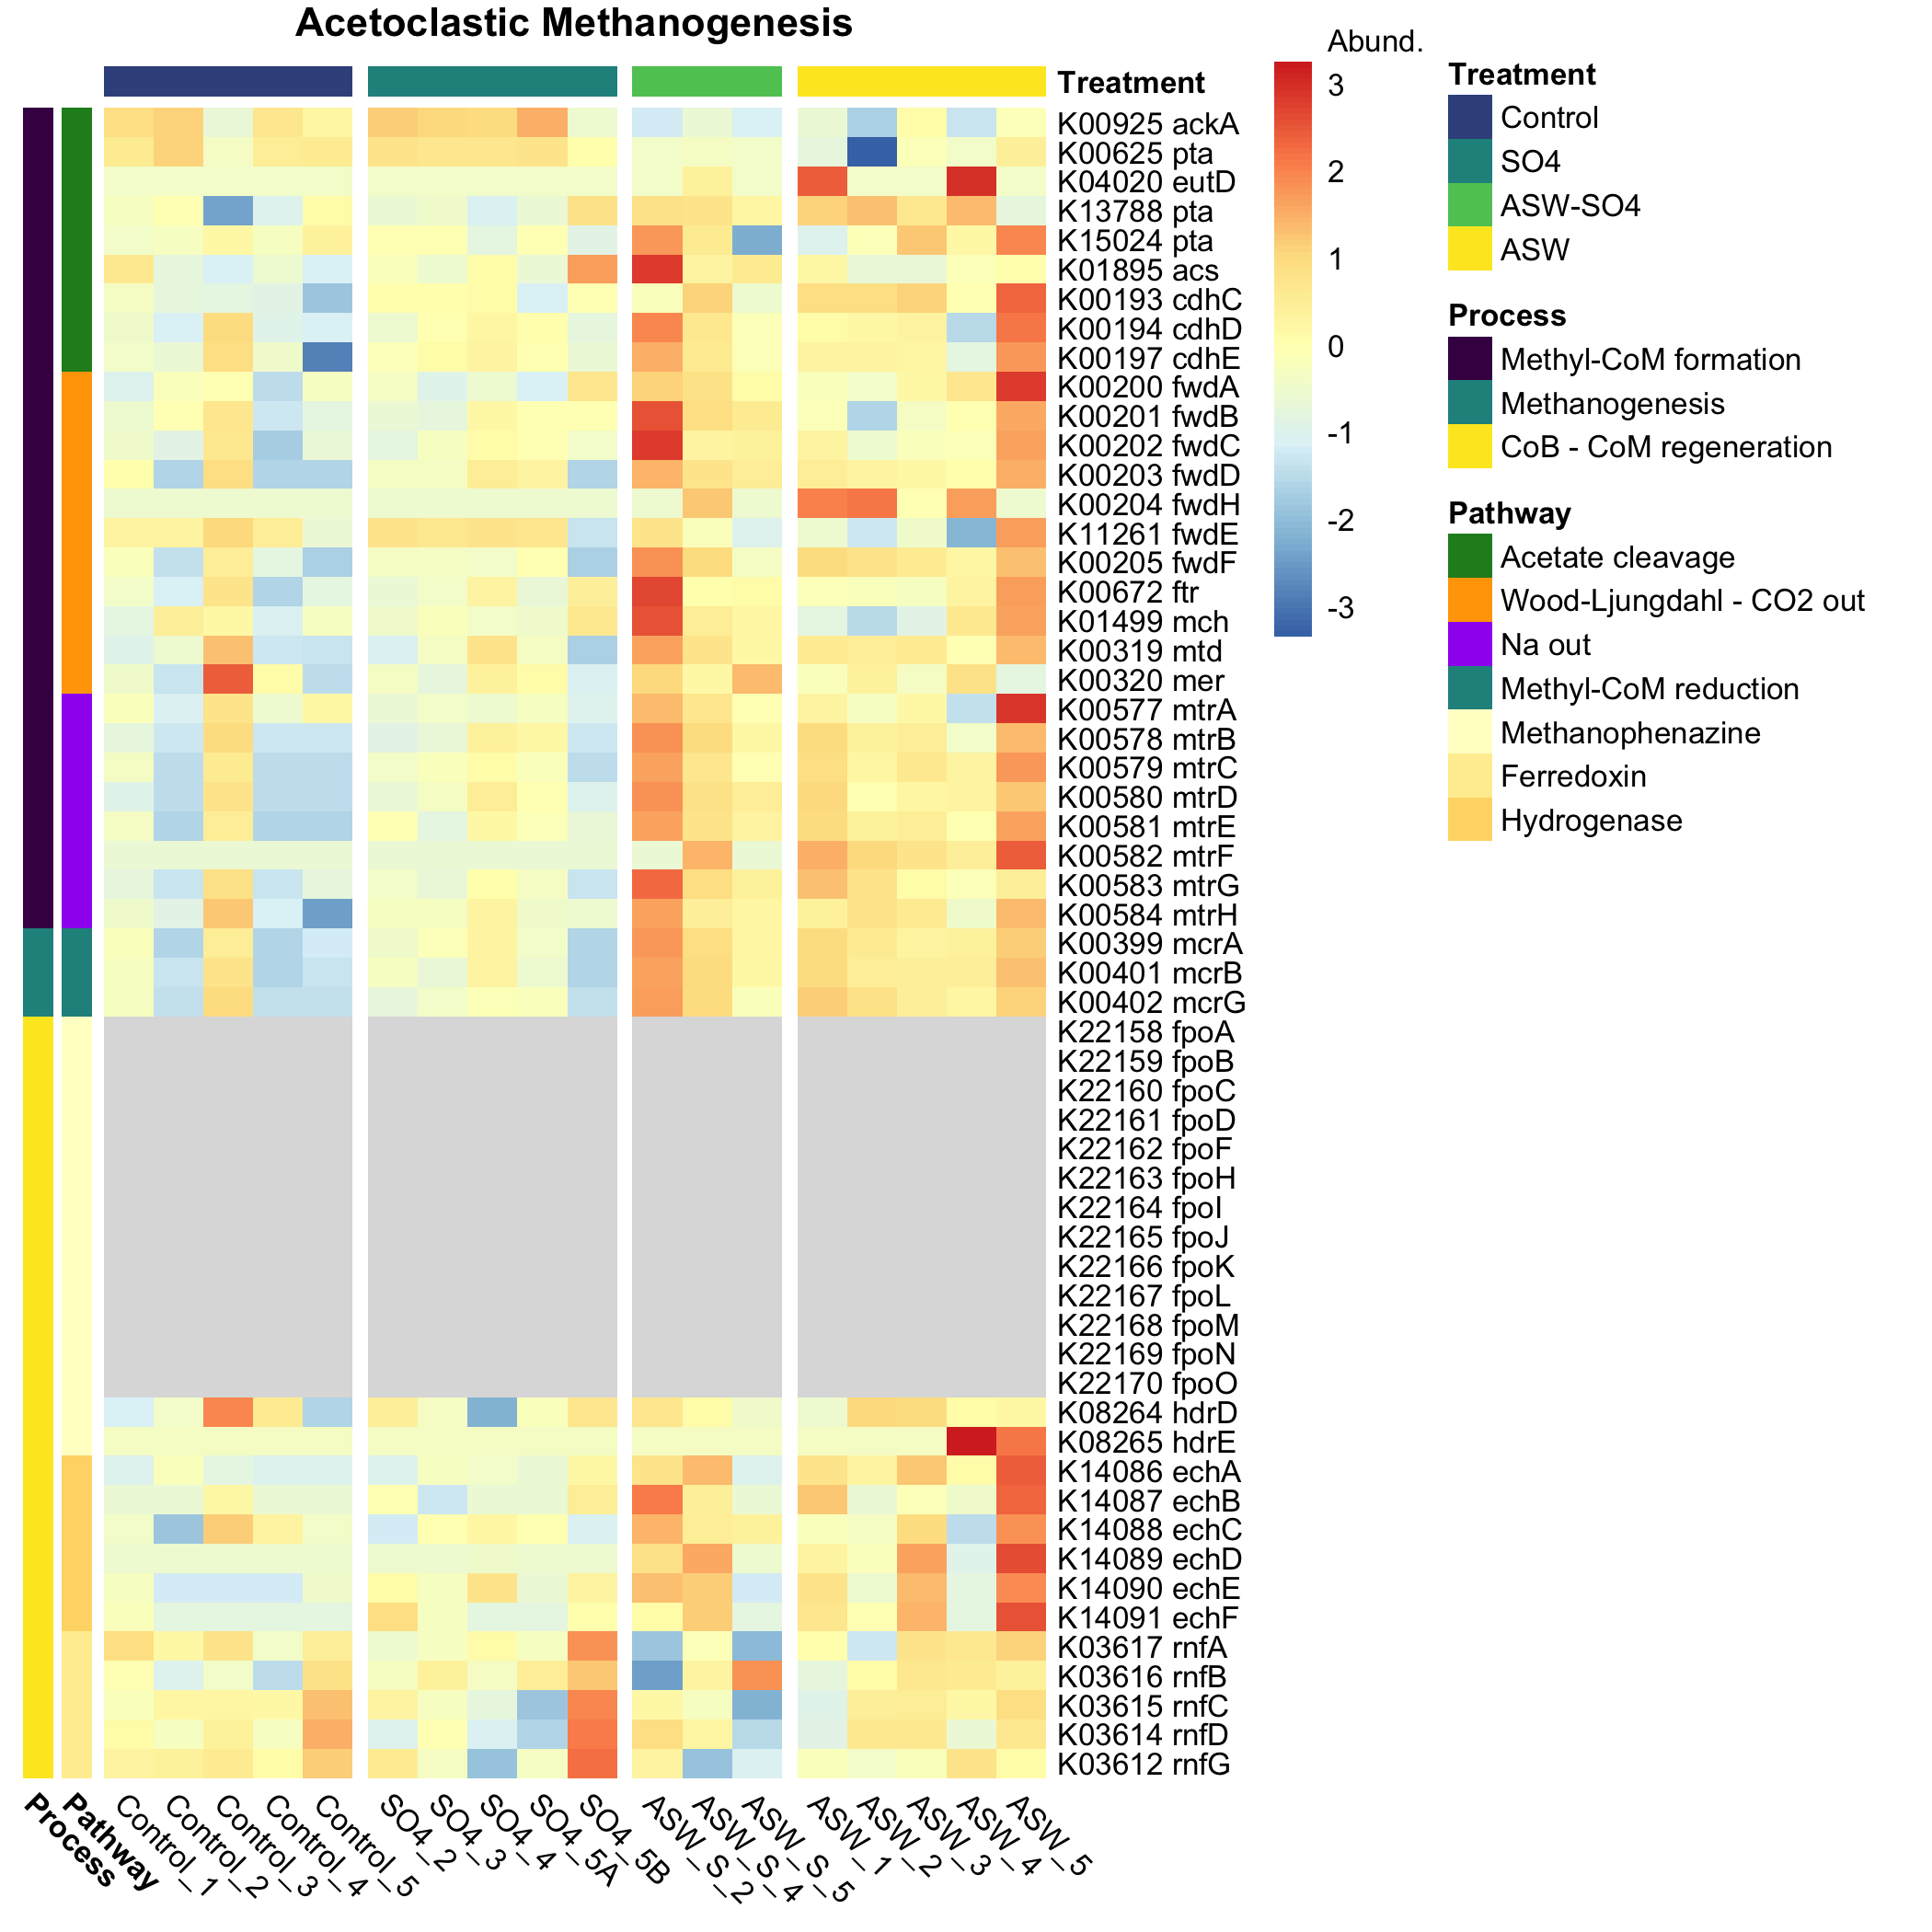 Acetoclastic Methanogenesis
Treatment
K00925 ackA
K00625 pta
K04020 eutD
K13788 pta
K15024 pta
K01895 acs
K00193 cdhC
K00194 cdhD
K00197 cdhE
K00200 fwdA
K00201 fwdB
K00202 fwdC
K00203 fwdD
K00204 fwdH
K11261 fwdE
K00205 fwdF
K00672 ftr
K01499 mch
K00319 mtd
K00320 mer
K00577 mtrA
K00578 mtrB
K00579 mtrC
K00580 mtrD
K00581 mtrE
K00582 mtrF
K00583 mtrG
K00584 mtrH
K00399 mcrA
K00401 mcrB
K00402 mcrG
K22158 fpoA
K22159 fpoB
K22160 fpoC
K22161 fpoD
K22162 fpoF
K22163 fpoH
K22164 fpoI
K22165 fpoJ
K22166 fpoK
K22167 fpoL
K22168 fpoM
K22169 fpoN
K22170 fpoO
K08264 hdrD
K08265 hdrE
K14086 echA
K14087 echB
K14088 echC
K14089 echD
K14090 echE
K14091 echF
K03617 rnfA
K03616 rnfB
K03615 rnfC
K03614 rnfD
K03612 rnfG
Process
Pathway
Control_1
Control_2
Control_3
Control_4
Control_5
SO4_2
SO4_3
SO4_4
SO4_5A
SO4_5B
ASW_S_2
ASW_S_4
ASW_S_5
ASW_1
ASW_2
ASW_3
ASW_4
ASW_5
Abund.
3
2
1
0
-1
-2
-3
Treatment
Control
SO4
ASW-SO4
ASW
Process
Methyl-CoM formation
Methanogenesis
CoB - CoM regeneration
Pathway
Acetate cleavage
Wood-Ljungdahl - CO2 out
Na out
Methyl-CoM reduction
Methanophenazine
Ferredoxin
Hydrogenase